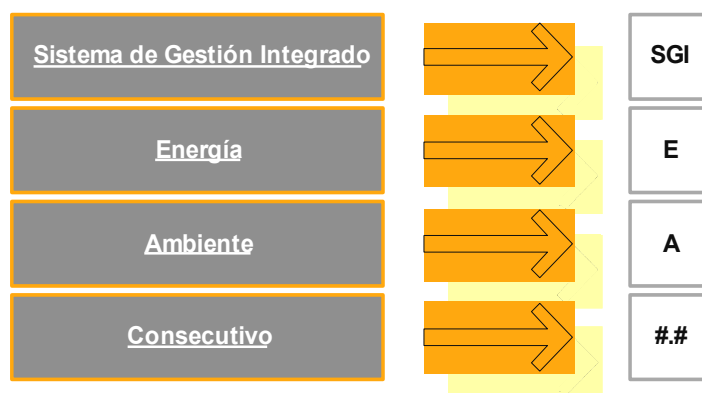 Sistema de Gestión Integrado
SGI
Energía
E
Ambiente
A
Consecutivo
#.#